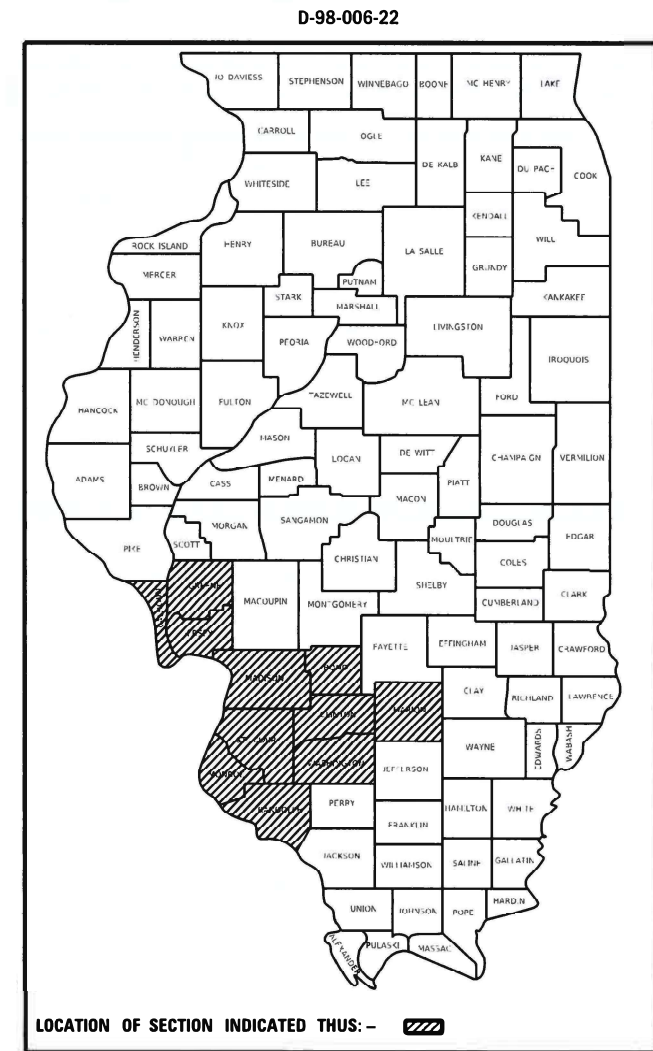 D-98-006-22
JO DAVIESS STEPHENSON WINNEBAGO BOONE MC HENRY LAKE
CARROLL OGLE
DE KALB KANE DU PAGE COOK
WHITESIDE LEE
KENDALL WILL
ROCK ISLAND HENRY BUREAU LA SALLE
GRUNDY
MERCER PUTNAM
STARK MARSHALL KANKAKEE
HENDERSON WARREN KNOX PEORIA WOODFORD LIVINGSTON
IROQUOIS
HANCOCK MC DONOUGH FULTON TAZEWELL MC LEAN FORD
MASON
SCHUYLER LOGAN DE WITT CHAMPAIGN VERMILION
ADAMS BROWN CASS MENARD PIATT
MACON
MORGAN SANGAMON DOUGLAS
PIKE SCOTT CHRISTIAN MOULTRIE COLES EDGAR
CALHOUN GREENE MACOUPIN MONTGOMERY SHELBY
CUMBERLAND CLARK
JERSEY
FAYETTE EFFINGHAM JASPER CRAWFORD
MADISON BOND
CLAY RICHLAND LAWRENCE
CLINTON MARION
ST CLAIR
WAYNE EDWARDS WABASH
MONROE WASHINGTON JEFFERSON
RANDOLPH PERRY HAMILTON WHITE
FRANKLIN
JACKSON WILLIAMSON SALINE GALLATIN
UNION JOHNSON POPE HARDIN
ALEXANDER PULASKI MASSAC
LOCATION OF SECTION INDICATED THUS: –